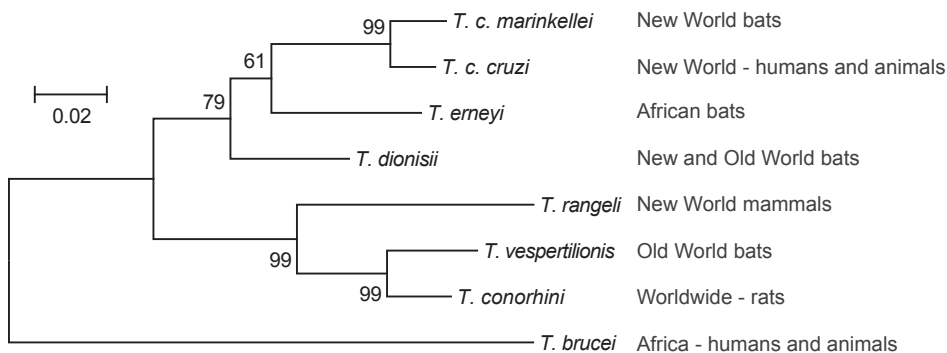 99 T. c. marinkellei New World bats
61 T. c. cruzi New World - humans and animals
79 T. erneyi African bats
0.02
T. dionisii New and Old World bats
T. rangeli New World mammals
99 T. vespertilionis Old World bats
99 T. conorhini Worldwide - rats
T. brucei Africa - humans and animals